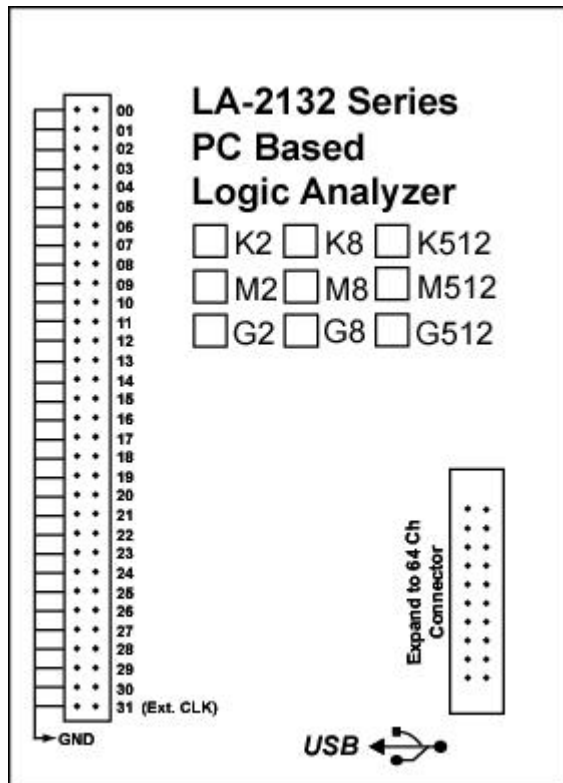 LA-2132 Series
PC Based
Logic Analyzer
K2 K8 K512
M2 M8 M512
G2 G8 G512
00
01
02
03
04
05
06
07
08
09
10
11
12
13
14
15
16
17
18
19
20
21
22
23
24
25
26
27
28
29
30
31 (Ext. CLK)
GND
Expand to 64 Ch
Connector
USB